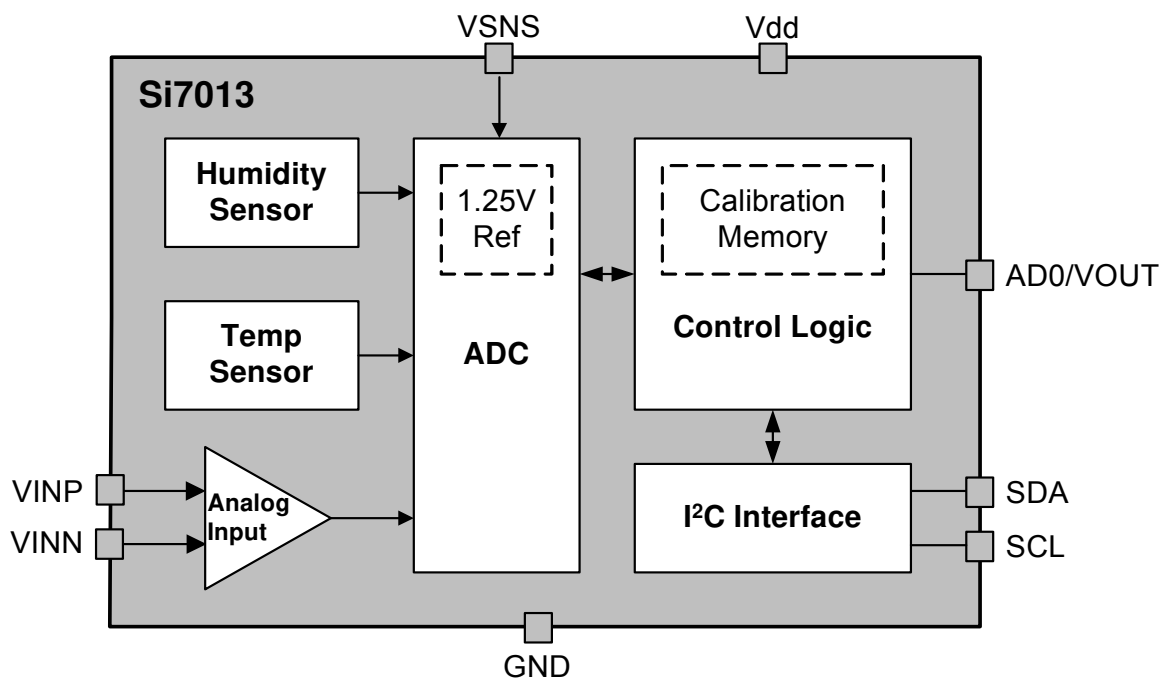 VSNS
Vdd
Si7013
Humidity
Sensor
1.25V
Ref
Calibration
Memory
AD0/VOUT
Control Logic
Temp
Sensor
ADC
VINP
VINN
Analog
Input
I²C Interface
SDA
SCL
GND